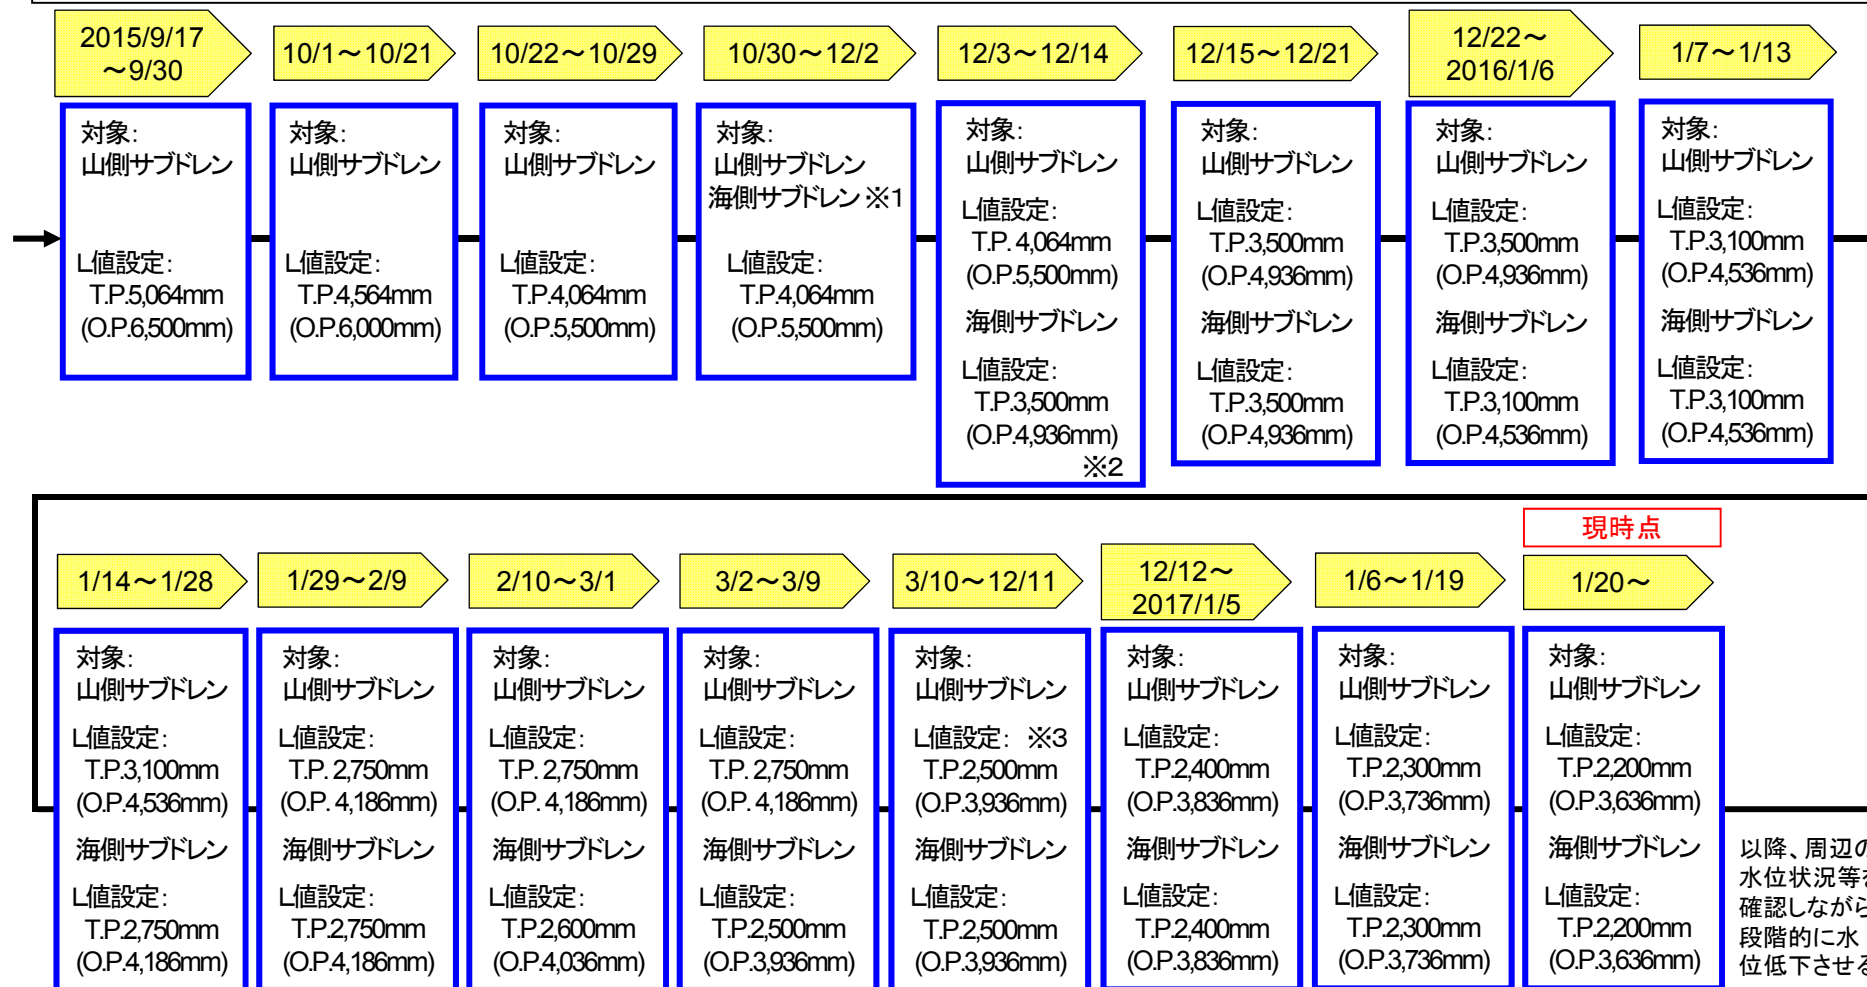 2015/9/17
～9/30
10/1～10/21
10/22～10/29
10/30～12/2
12/3～12/14
12/15～12/21
12/22～
2016/1/6
1/7～1/13
対象：
山側サブドレン
L値設定：
T.P.5,064mm
(O.P.6,500mm)
対象：
山側サブドレン
L値設定：
T.P.4,564mm
(O.P.6,000mm)
対象：
山側サブドレン
L値設定：
T.P.4,064mm
(O.P.5,500mm)
対象：
山側サブドレン
海側サブドレン ※1
L値設定：
T.P.4,064mm
(O.P.5,500mm)
対象：
山側サブドレン
L値設定：
T.P. 4,064mm
(O.P.5,500mm)
海側サブドレン
L値設定：
T.P.3,500mm
(O.P.4,936mm)
※2
対象：
山側サブドレン
L値設定：
T.P.3,500mm
(O.P.4,936mm)
海側サブドレン
L値設定：
T.P.3,500mm
(O.P.4,936mm)
対象：
山側サブドレン
L値設定：
T.P.3,500mm
(O.P.4,936mm)
海側サブドレン
L値設定：
T.P.3,100mm
(O.P.4,536mm)
対象：
山側サブドレン
L値設定：
T.P.3,100mm
(O.P.4,536mm)
海側サブドレン
L値設定：
T.P.3,100mm
(O.P.4,536mm)
現時点
1/14～1/28
1/29～2/9
2/10～3/1
3/2～3/9
3/10～12/11
12/12～
2017/1/5
1/6～1/19
1/20～
対象：
山側サブドレン
L値設定：
T.P.3,100mm
(O.P.4,536mm)
海側サブドレン
L値設定：
T.P.2,750mm
(O.P.4,186mm)
対象：
山側サブドレン
L値設定：
T.P. 2,750mm
(O.P. 4,186mm)
海側サブドレン
L値設定：
T.P.2,750mm
(O.P.4,186mm)
対象：
山側サブドレン
L値設定：
T.P. 2,750mm
(O.P. 4,186mm)
海側サブドレン
L値設定：
T.P.2,600mm
(O.P.4,036mm)
対象：
山側サブドレン
L値設定：
T.P. 2,750mm
(O.P. 4,186mm)
海側サブドレン
L値設定：
T.P.2,500mm
(O.P.3,936mm)
対象：
山側サブドレン
L値設定： ※3
T.P.2,500mm
(O.P.3,936mm)
海側サブドレン
L値設定：
T.P.2,500mm
(O.P.3,936mm)
対象：
山側サブドレン
L値設定：
T.P.2,400mm
(O.P.3,836mm)
海側サブドレン
L値設定：
T.P.2,400mm
(O.P.3,836mm)
対象：
山側サブドレン
L値設定：
T.P.2,300mm
(O.P.3,736mm)
海側サブドレン
L値設定：
T.P.2,300mm
(O.P.3,736mm)
対象：
山側サブドレン
L値設定：
T.P.2,200mm
(O.P.3,636mm)
海側サブドレン
L値設定：
T.P.2,200mm
(O.P.3,636mm)
以降、周辺の
水位状況等を
確認しながら
段階的に水
位低下させる